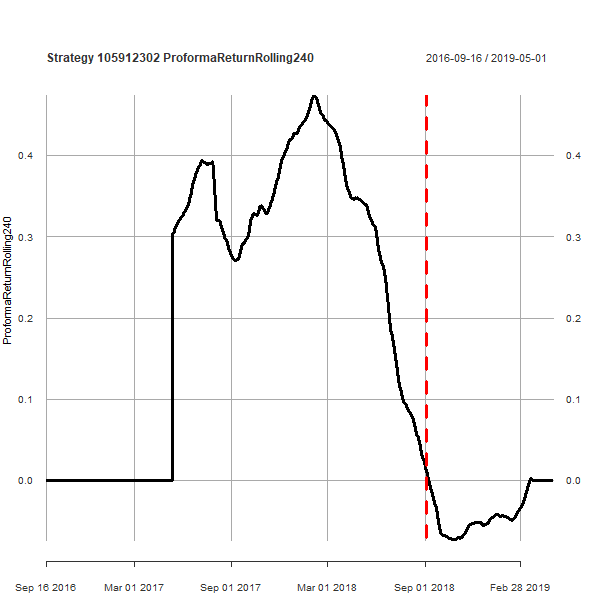 Strategy 105912302 ProformaReturnRolling240
2016-09-16 / 2019-05-01
ProformaReturnRolling240
0.4
0.3
0.2
0.1
0.0
0.4
0.3
0.2
0.1
0.0
Sep 16 2016
Mar 01 2017
Sep 01 2017
Mar 01 2018
Sep 01 2018
Feb 28 2019